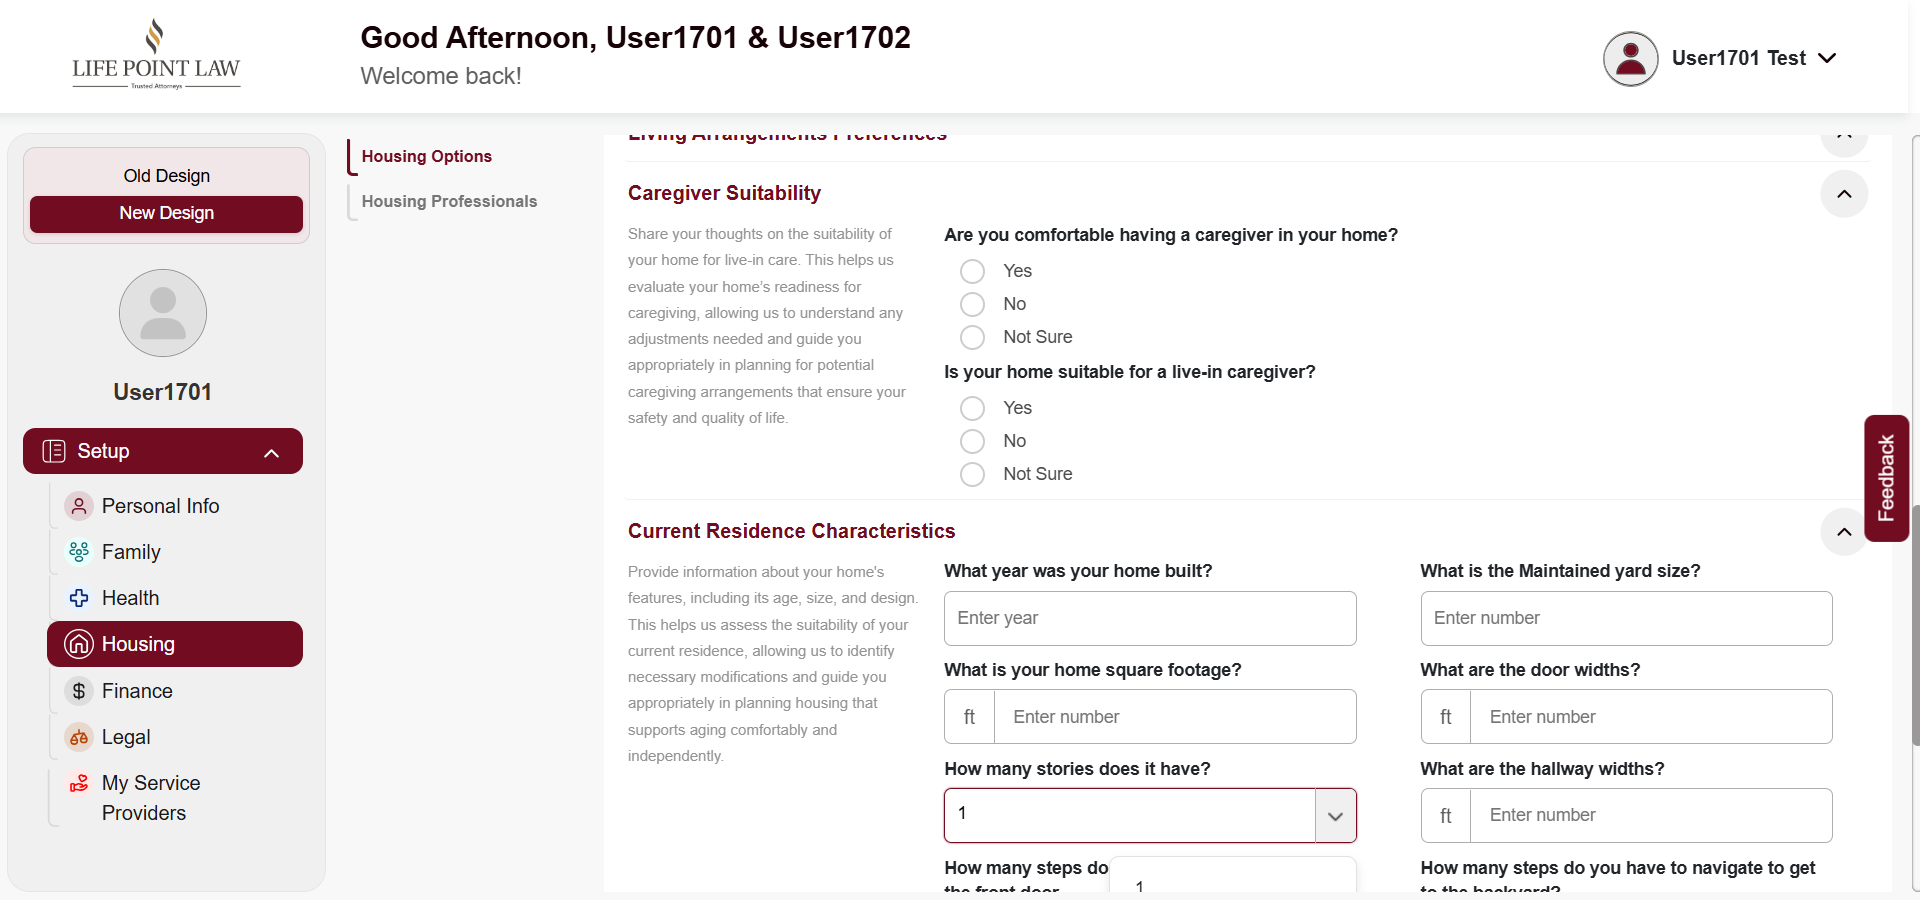 LIFE POINT LAW
Trusted Attorneys
Good Afternoon, User1701 & User1702
Welcome back!
User1701 Test
Old Design
New Design
User1701
Setup
Personal Info
Family
Health
Housing
Finance
Legal
My Service
Providers
Housing Options
Housing Professionals
Living Arrangements Preferences
Caregiver Suitability
Share your thoughts on the suitability of
your home for live-in care. This helps us
evaluate your home's readiness for
caregiving, allowing us to understand any
adjustments needed and guide you
appropriately in planning for potential
caregiving arrangements that ensure your
safety and quality of life.
Are you comfortable having a caregiver in your home?
Yes
No
Not Sure
Is your home suitable for a live-in caregiver?
Yes
No
Not Sure
Current Residence Characteristics
Provide information about your home's
features, including its age, size, and design.
This helps us assess the suitability of your
current residence, allowing us to identify
necessary modifications and guide you
appropriately in planning housing that
supports aging comfortably and
independently.
What year was your home built?
Enter year
What is the Maintained yard size?
Enter number
What is your home square footage?
ft
Enter number
What are the door widths?
ft
Enter number
How many stories does it have?
1
What are the hallway widths?
ft
Enter number
How many steps do
the front door
1
How many steps do you have to navigate to get
to the backyard?
Feedback